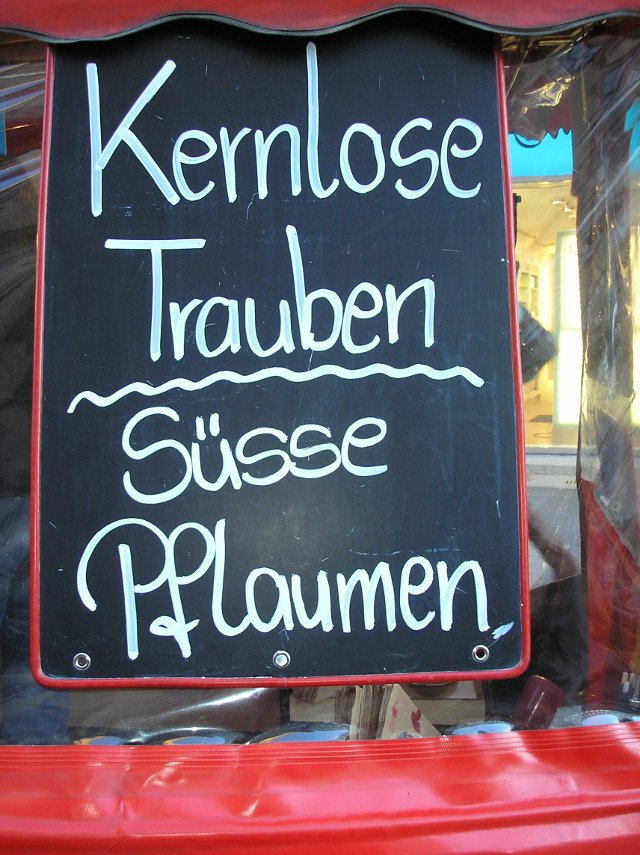 Kernlose
Trauben
Süsse
Pflaumen